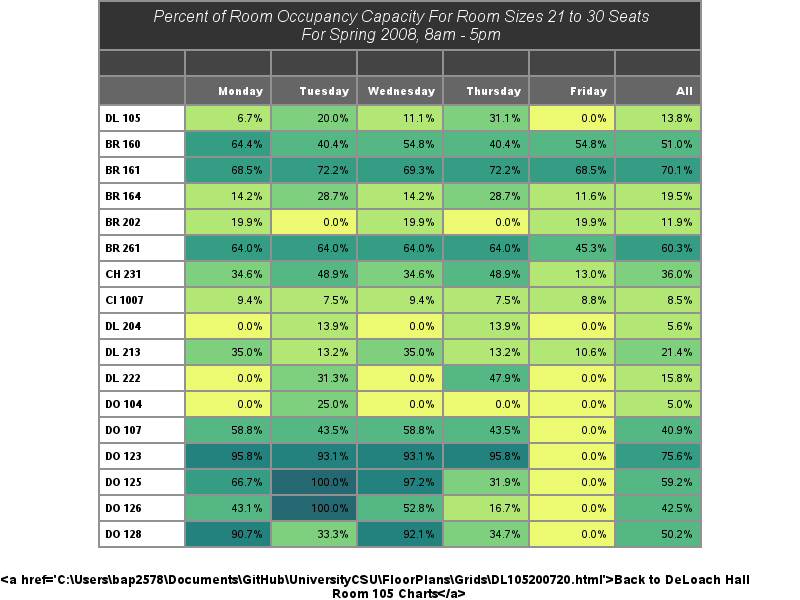 Percent of Room Occupancy Capacity For Room Sizes 21 to 30 Seats
For Spring 2008, 8am - 5pm
Monday Tuesday Wednesday Thursday Friday All
DL 105 6.7% 20.0% 11.1% 31.1% 0.0% 13.8%
BR 160 64.4% 40.4% 54.8% 40.4% 54.8% 51.0%
BR 161 68.5% 72.2% 69.3% 72.2% 68.5% 70.1%
BR 164 14.2% 28.7% 14.2% 28.7% 11.6% 19.5%
BR 202 19.9% 0.0% 19.9% 0.0% 19.9% 11.9%
BR 261 64.0% 64.0% 64.0% 64.0% 45.3% 60.3%
CH 231 34.6% 48.9% 34.6% 48.9% 13.0% 36.0%
CI 1007 9.4% 7.5% 9.4% 7.5% 8.8% 8.5%
DL 204 0.0% 13.9% 0.0% 13.9% 0.0% 5.6%
DL 213 35.0% 13.2% 35.0% 13.2% 10.6% 21.4%
DL 222 0.0% 31.3% 0.0% 47.9% 0.0% 15.8%
DO 104 0.0% 25.0% 0.0% 0.0% 0.0% 5.0%
DO 107 58.8% 43.5% 58.8% 43.5% 0.0% 40.9%
DO 123 95.8% 93.1% 93.1% 95.8% 0.0% 75.6%
DO 125 66.7% 100.0% 97.2% 31.9% 0.0% 59.2%
DO 126 43.1% 100.0% 52.8% 16.7% 0.0% 42.5%
DO 128 90.7% 33.3% 92.1% 34.7% 0.0% 50.2%
<a href='C:\Users\bap2578\Documents\GitHub\UniversityCSU\FloorPlans\Grids\DL105200720.html'>Back to DeLoach Hall
Room 105 Charts</a>